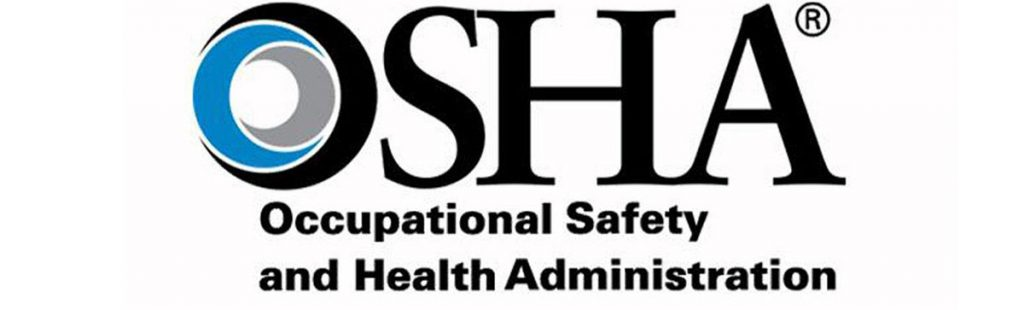 OSHA®
Occupational Safety
and Health Administration